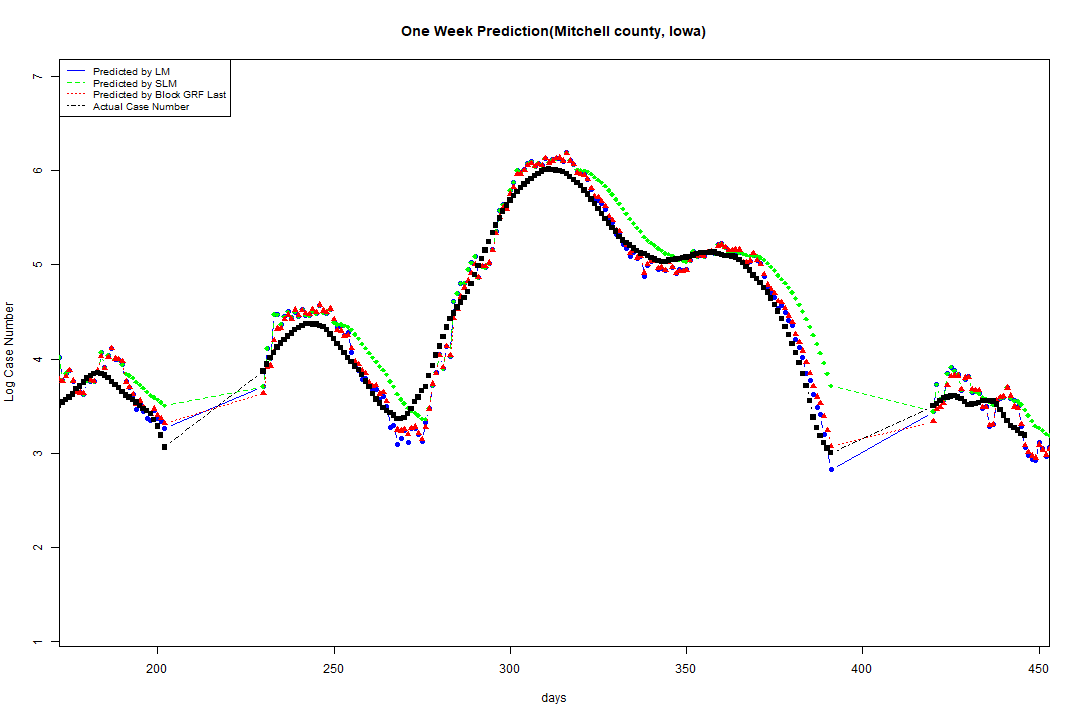 One Week Prediction(Mitchell county, Iowa)
Predicted by LM
Predicted by SLM
Predicted by Block GRF Last
Actual Case Number
7
6
5
4
3
2
1
Log Case Number
200 250 300 350 400 450
days